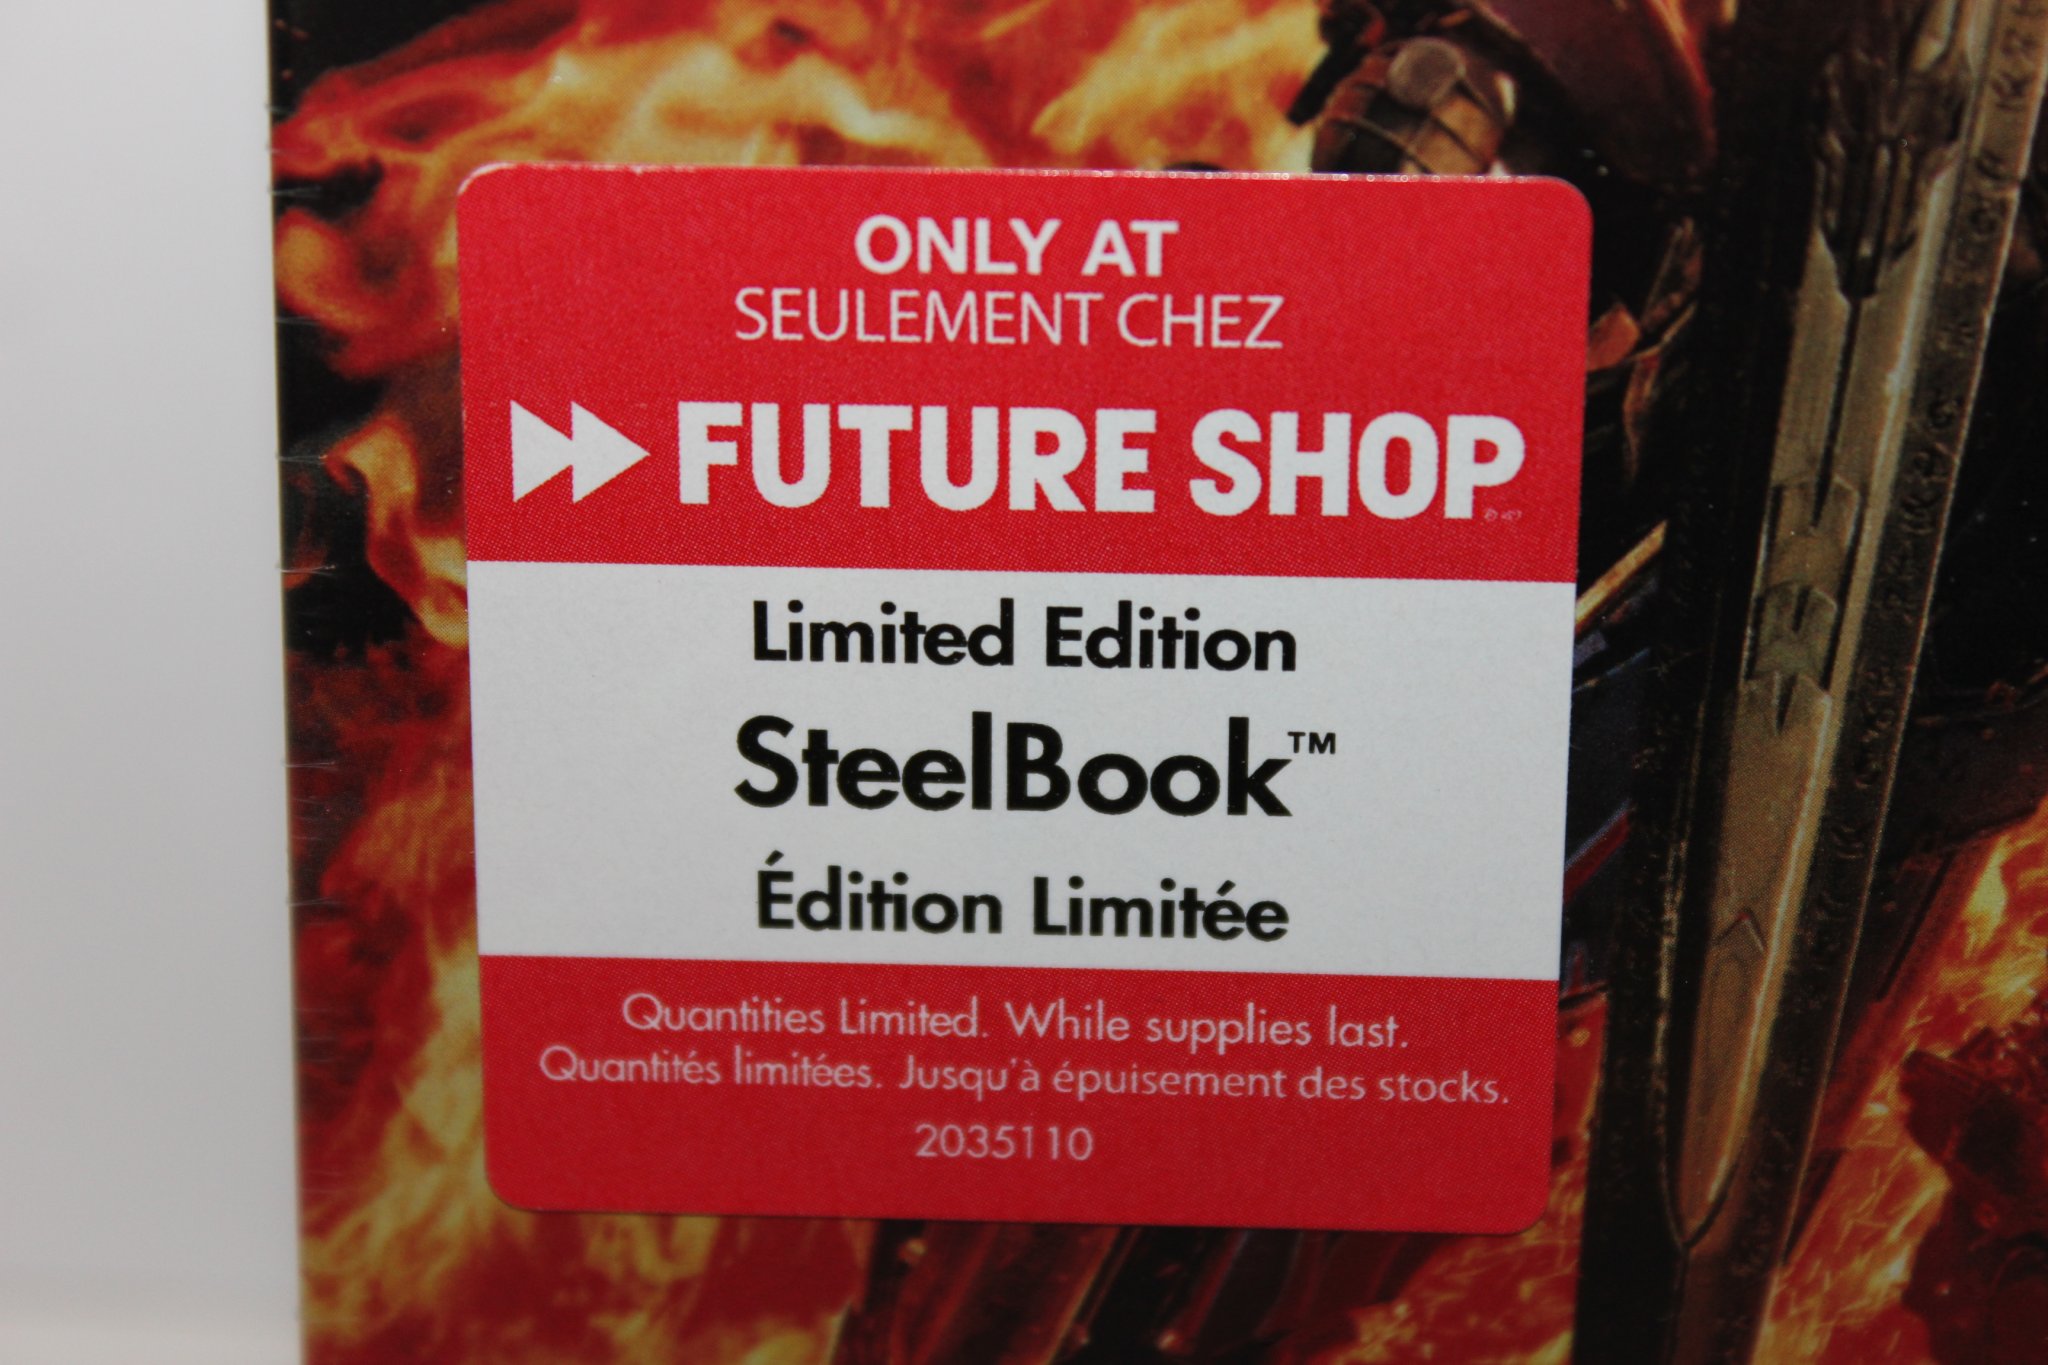 ONLY AT
SEULEMENT CHEZ
FUTURE SHOP
Limited Edition
SteelBook™
Édition Limitée
Quantities Limited. While supplies last.
Quantités limitées. Jusqu'à épuisement des stocks.
2035110